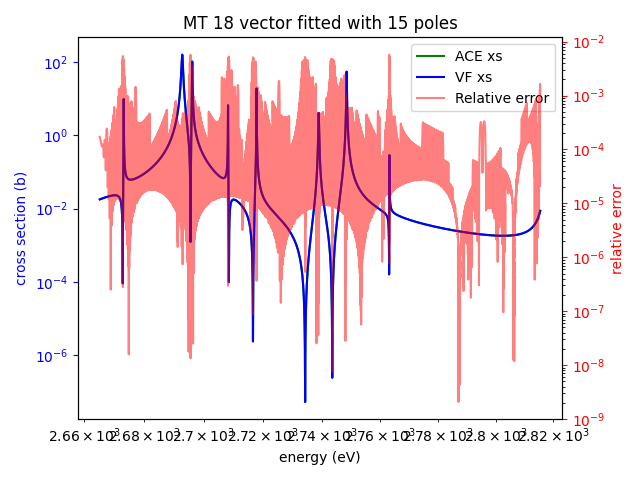 MT 18 vector fitted with 15 poles
ACE xs
VF xs
Relative error
cross section (b)
10^2
10^0
10^-2
10^-4
10^-6
10^-2
10^-3
10^-4
10^-5
10^-6
10^-7
10^-8
10^-9
relative error
2.66 × 10^3 2.68 × 10^3 2.7 × 10^3 2.72 × 10^3 2.74 × 10^3 2.76 × 10^3 2.78 × 10^3 2.8 × 10^3 2.82 × 10^3
energy (eV)